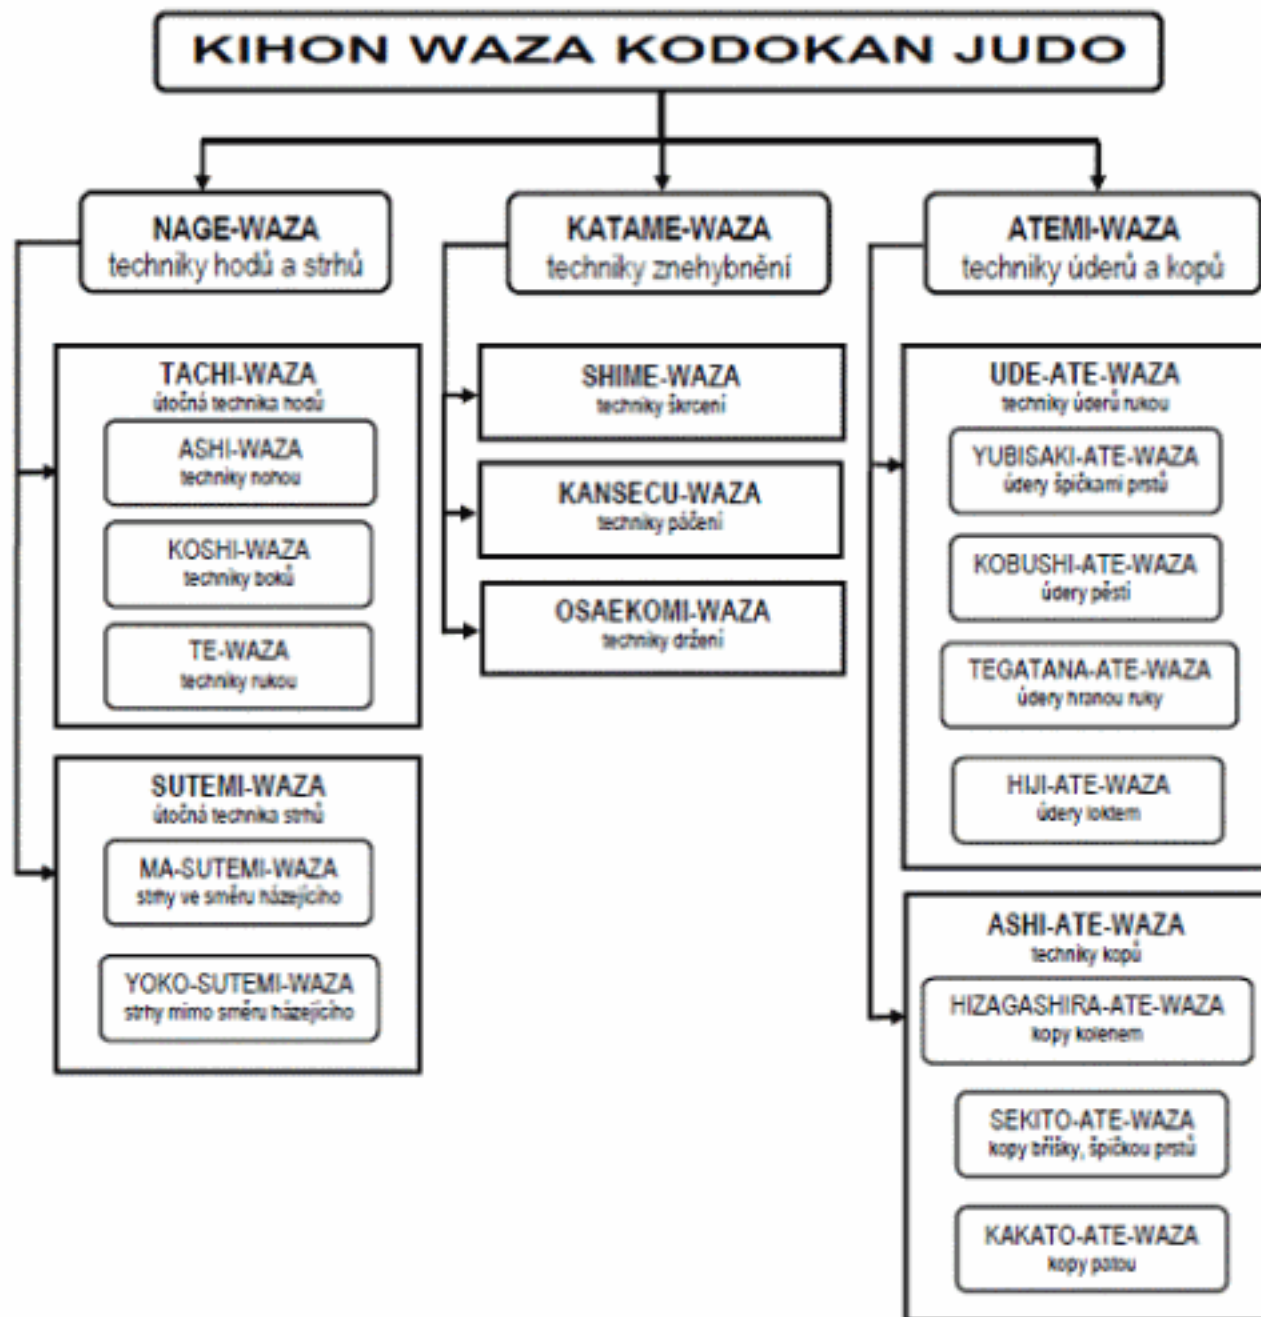 KIHON WAZA KODOKAN JUDO
NAGE-WAZA
techniky hodů a strhů
TACHI-WAZA
útočná technika hodů
ASHI-WAZA
techniky nohou
KOSHI-WAZA
techniky boků
TE-WAZA
techniky rukou
SUTEMI-WAZA
útočná technika strhů
MA-SUTEMI-WAZA
strhy ve směru házejícího
YOKO-SUTEMI-WAZA
strhy mimo směru házejícího
KATAME-WAZA
techniky znehybnění
SHIME-WAZA
techniky škrcení
KANSECU-WAZA
techniky páčení
OSAEKOMI-WAZA
techniky držení
ATEMI-WAZA
techniky úderů a kopů
UDE-ATE-WAZA
techniky úderů rukou
YUBISAKI-ATE-WAZA
údery špičkami prstů
KOBUSHI-ATE-WAZA
údery pěstí
TEGATANA-ATE-WAZA
údery hranou ruky
HIJI-ATE-WAZA
údery loktem
ASHI-ATE-WAZA
techniky kopů
HIZAGASHIRA-ATE-WAZA
kopy kolenem
SEKITO-ATE-WAZA
kopy bříšky, špičkou prstů
KAKATO-ATE-WAZA
kopy patou